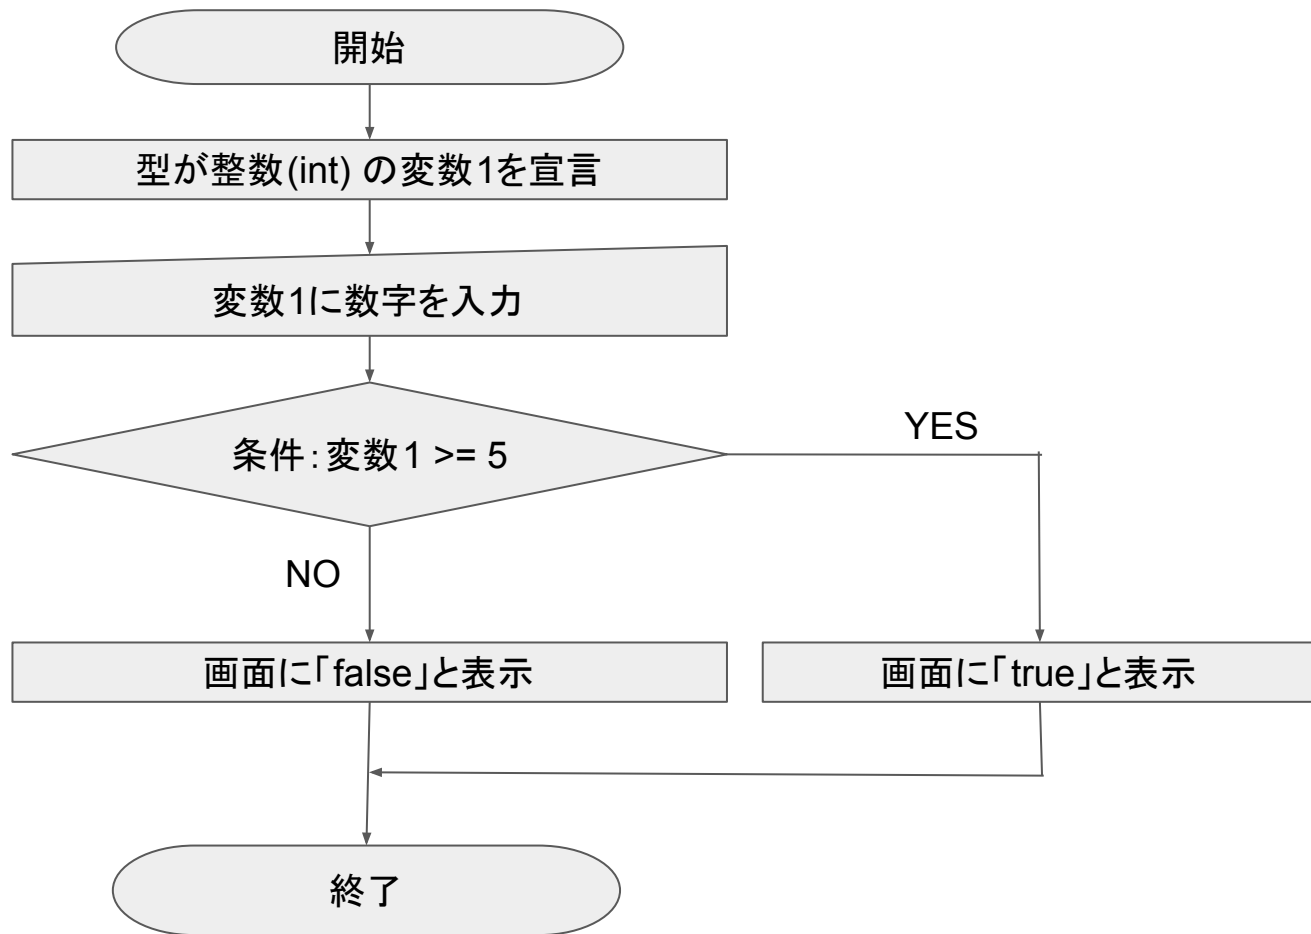 開始
型が整数(int) の変数1を宣言
変数1に数字を入力
条件：変数1 >= 5
YES
NO
画面に「false」と表示
画面に「true」と表示
終了